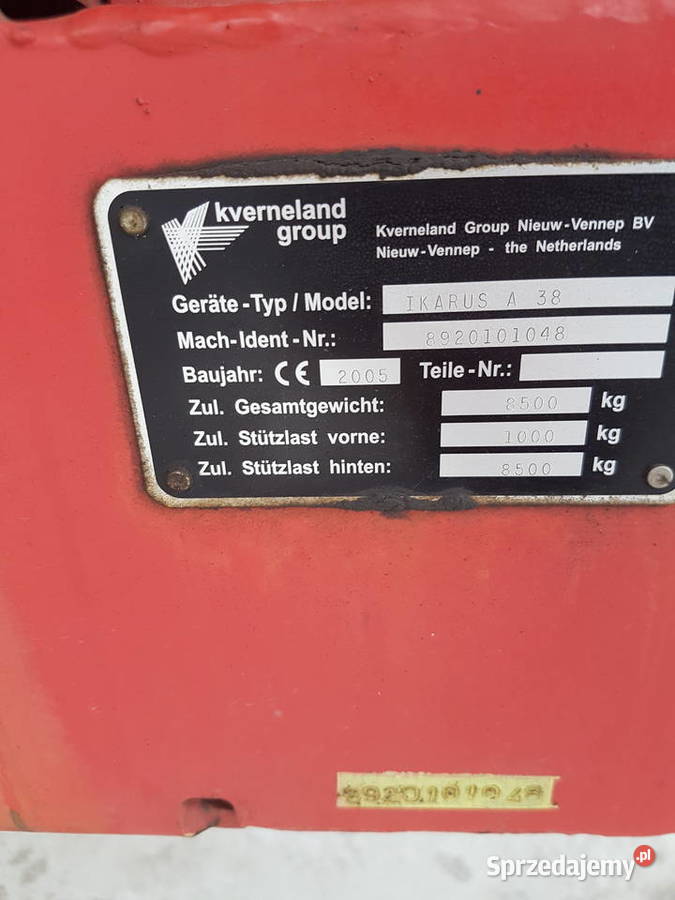 kverneland
group
Kverneland Group Nieuw-Vennep BV
Nieuw-Vennep - the Netherlands
Geräte-Typ / Model: IKARUS A 38
Mach-Ident-Nr.: 8920101048
Baujahr: CE 2005 Teile-Nr.:
Zul. Gesamtgewicht: 8500 kg
Zul. Stützlast vorne: 1000 kg
Zul. Stützlast hinten: 8500 kg
8920101048
Sprzedajemy.pl